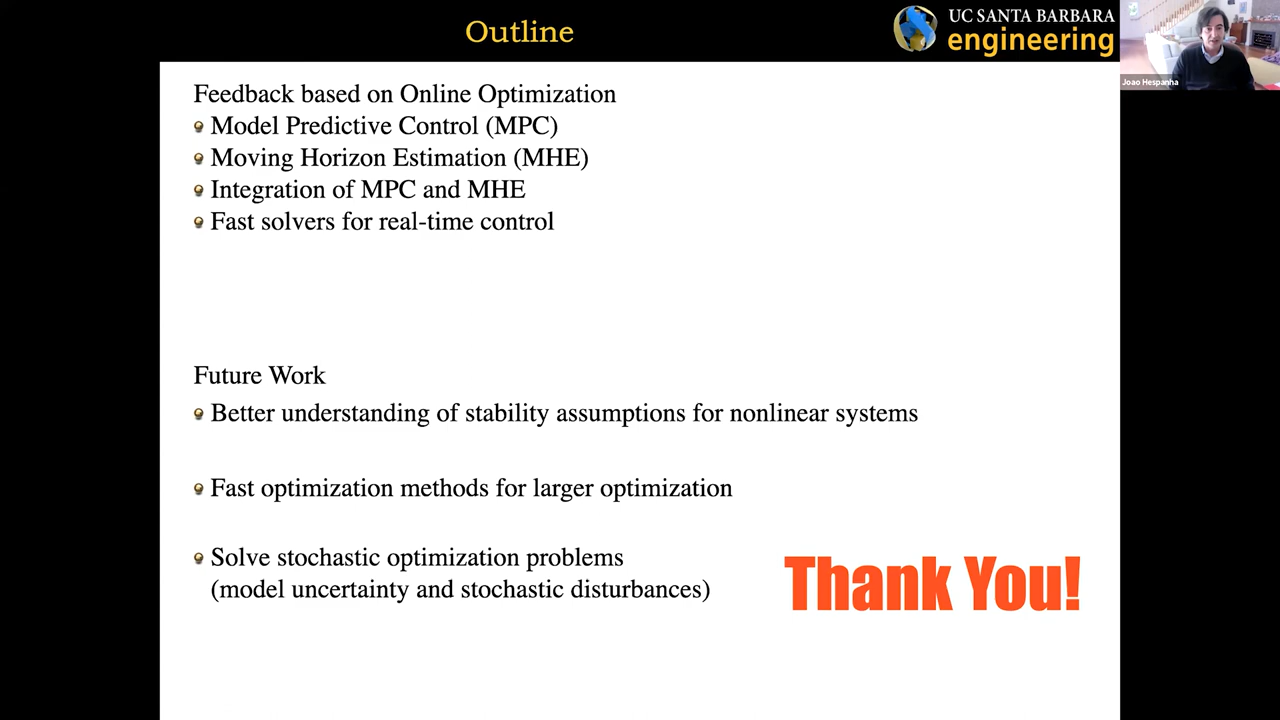 Outline
UC SANTA BARBARA
engineering
Joao Hespanha
Feedback based on Online Optimization
Model Predictive Control (MPC)
Moving Horizon Estimation (MHE)
Integration of MPC and MHE
Fast solvers for real-time control
Future Work
Better understanding of stability assumptions for nonlinear systems
Fast optimization methods for larger optimization
Solve stochastic optimization problems
(model uncertainty and stochastic disturbances)
Thank You!